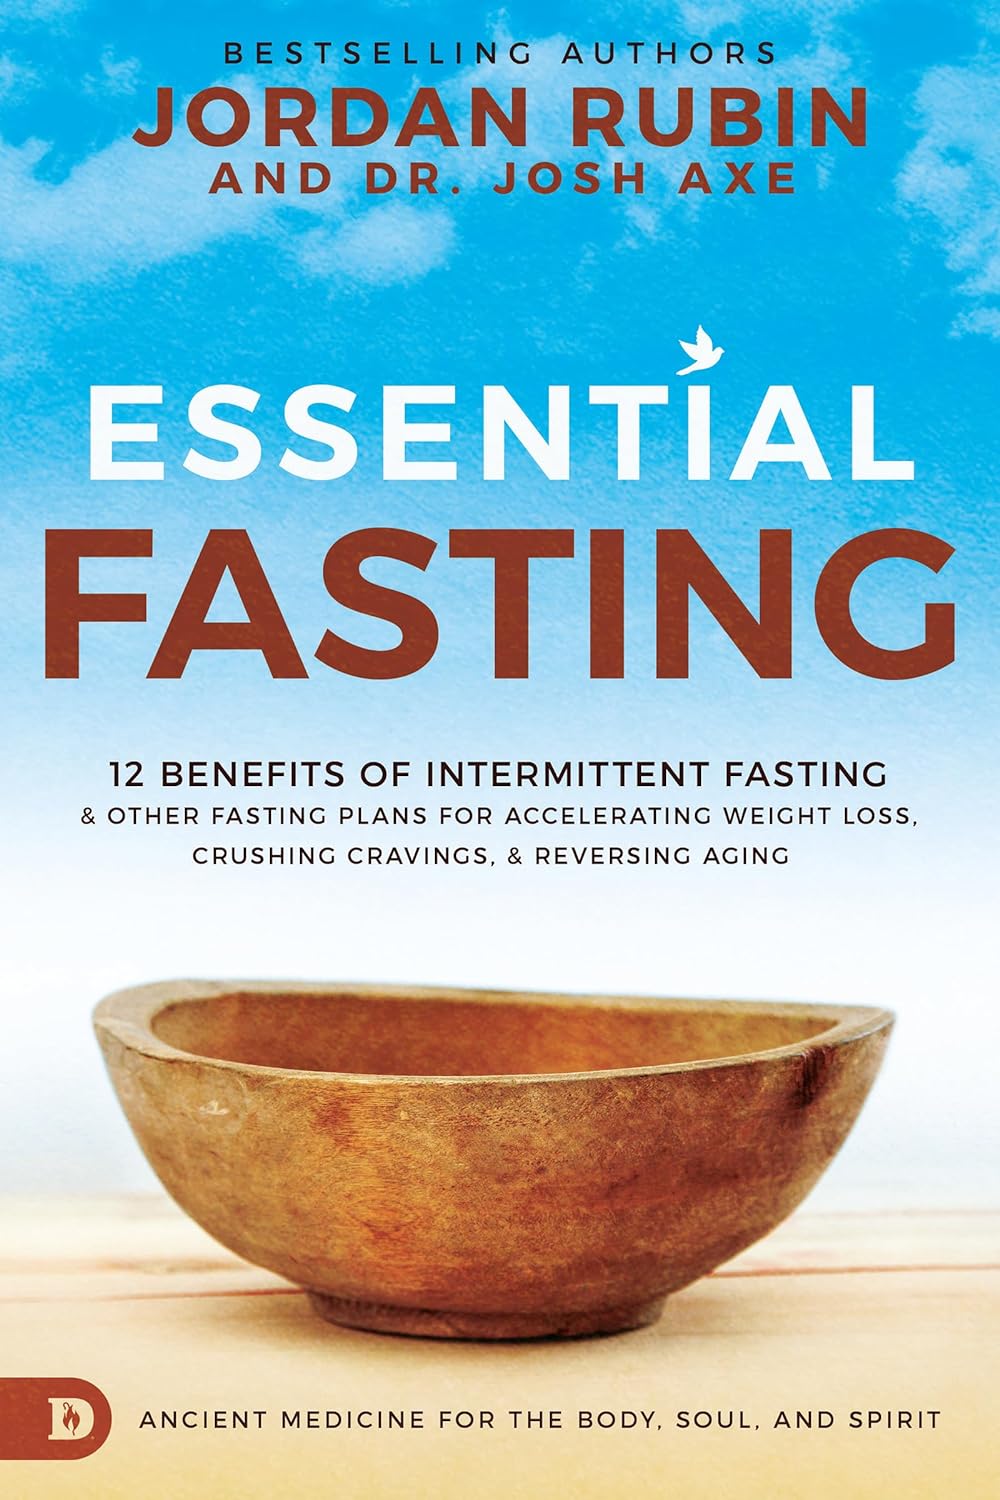 BESTSELLING AUTHORS
JORDAN RUBIN
AND DR. JOSH AXE
ESSENTIAL
FASTING
12 BENEFITS OF INTERMITTENT FASTING
& OTHER FASTING PLANS FOR ACCELERATING WEIGHT LOSS,
CRUSHING CRAVINGS, & REVERSING AGING
D
ANCIENT MEDICINE FOR THE BODY, SOUL, AND SPIRIT